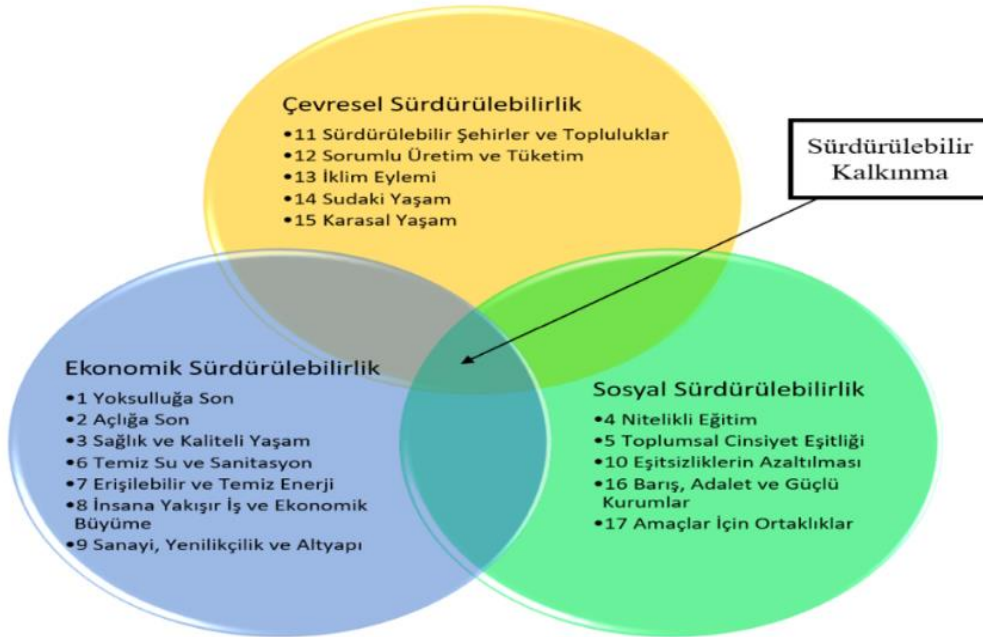 Çevresel Sürdürülebilirlik
•11 Sürdürülebilir Şehirler ve Topluluklar
•12 Sorumlu Üretim ve Tüketim
•13 İklim Eylemi
•14 Sudaki Yaşam
•15 Karasal Yaşam
Sürdürülebilir
Kalkınma
Ekonomik Sürdürülebilirlik
•1 Yoksulluğa Son
•2 Açlığa Son
•3 Sağlık ve Kaliteli Yaşam
•6 Temiz Su ve Sanitasyon
•7 Erişilebilir ve Temiz Enerji
•8 İnsana Yakışır İş ve Ekonomik
Büyüme
•9 Sanayi, Yenilikçilik ve Altyapı
Sosyal Sürdürülebilirlik
•4 Nitelikli Eğitim
•5 Toplumsal Cinsiyet Eşitliği
•10 Eşitsizliklerin Azaltılması
•16 Barış, Adalet ve Güçlü
Kurumlar
•17 Amaçlar İçin Ortaklıklar